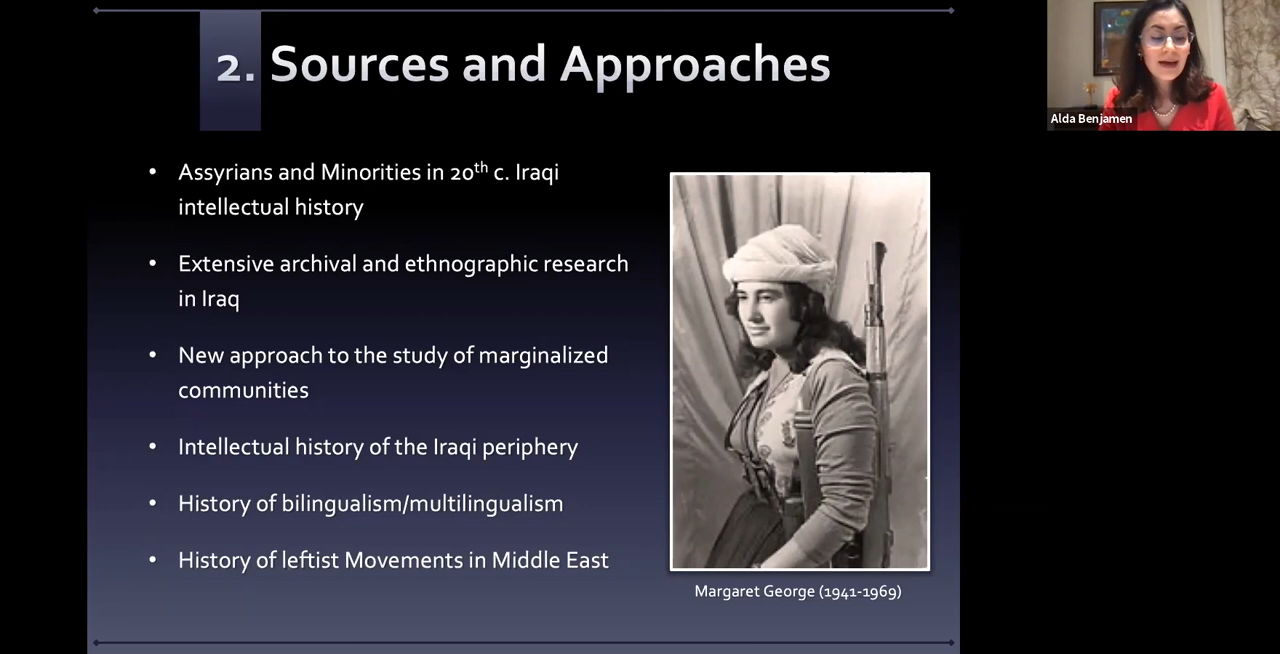 2. Sources and Approaches
Alda Benjamen
• Assyrians and Minorities in 20th c. Iraqi
intellectual history
• Extensive archival and ethnographic research
in Iraq
• New approach to the study of marginalized
communities
• Intellectual history of the Iraqi periphery
• History of bilingualism/multilingualism
• History of leftist Movements in Middle East
Margaret George (1941-1969)